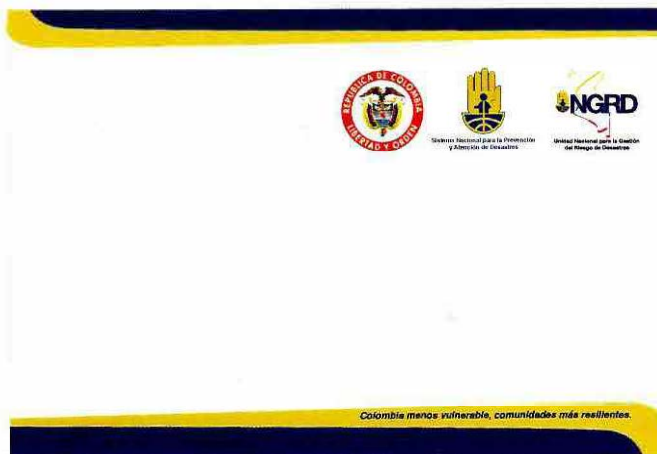 REPUBLICA DE COLOMBIA
LIBERTAD Y ORDEN
Sistema Nacional para la Prevención
y Atención de Desastres
NGRD
Unidad Nacional para la Gestión
del Riesgo de Desastres
Colombia menos vulnerable, comunidades más resilientes.